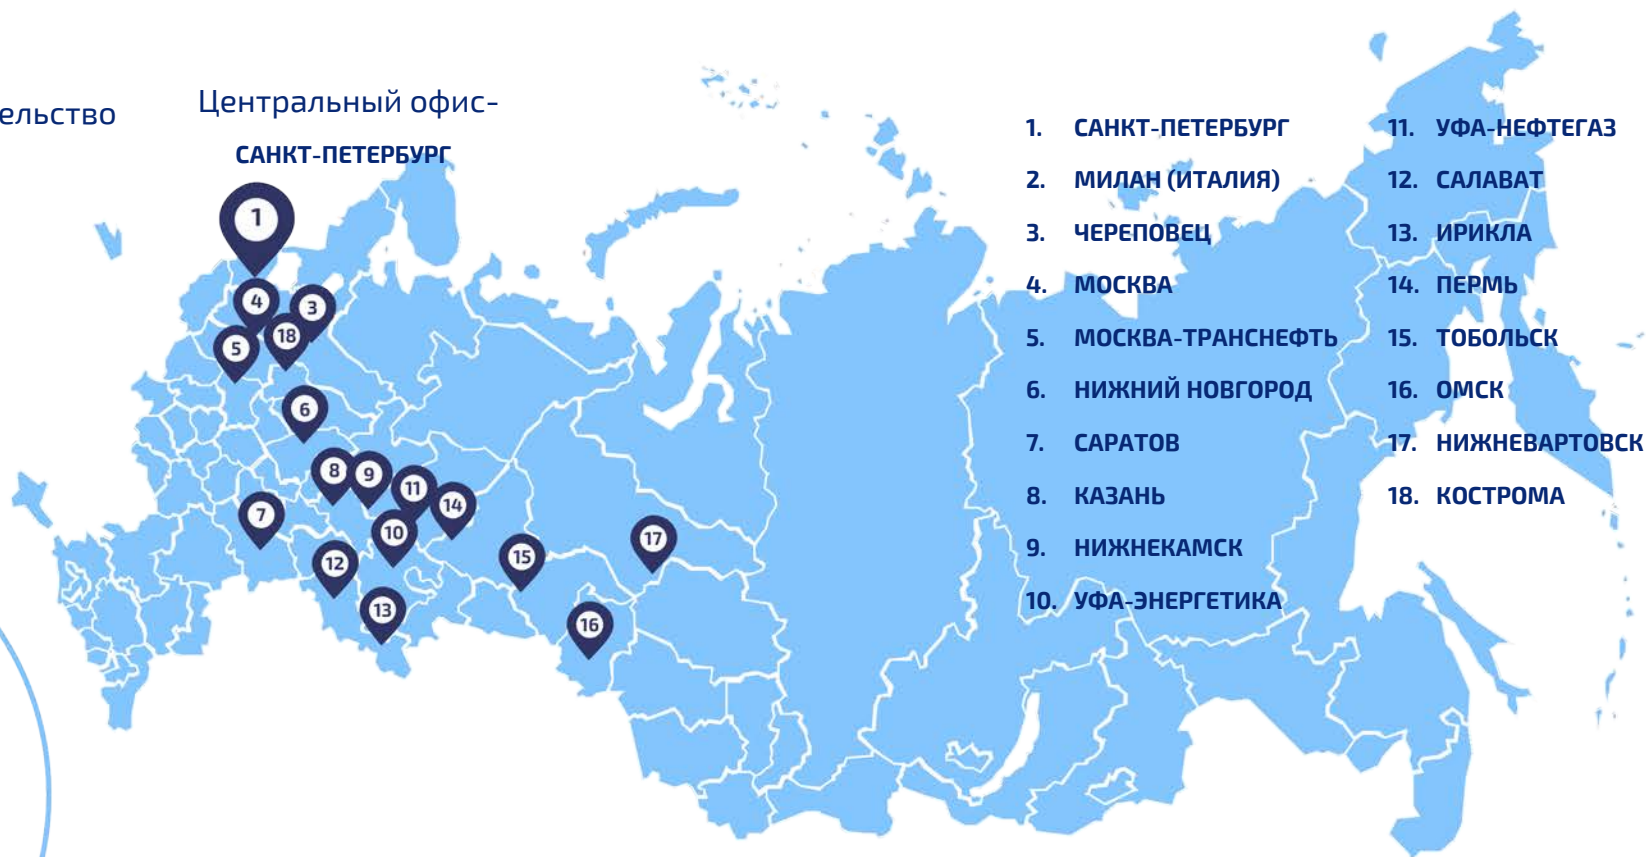 ельство
Центральный офис-
САНКТ-ПЕТЕРБУРГ
1. САНКТ-ПЕТЕРБУРГ
2. МИЛАН (ИТАЛИЯ)
3. ЧЕРЕПОВЕЦ
4. МОСКВА
5. МОСКВА-ТРАНСНЕФТЬ
6. НИЖНИЙ НОВГОРОД
7. САРАТОВ
8. КАЗАНЬ
9. НИЖНЕКАМСК
10. УФА-ЭНЕРГЕТИКА
11. УФА-НЕФТЕГАЗ
12. САЛАВАТ
13. ИРИКЛА
14. ПЕРМЬ
15. ТОБОЛЬСК
16. ОМСК
17. НИЖНЕВАРТОВСК
18. КОСТРОМА
1
4
3
18
5
6
8
9
11
14
7
10
12
15
17
13
16